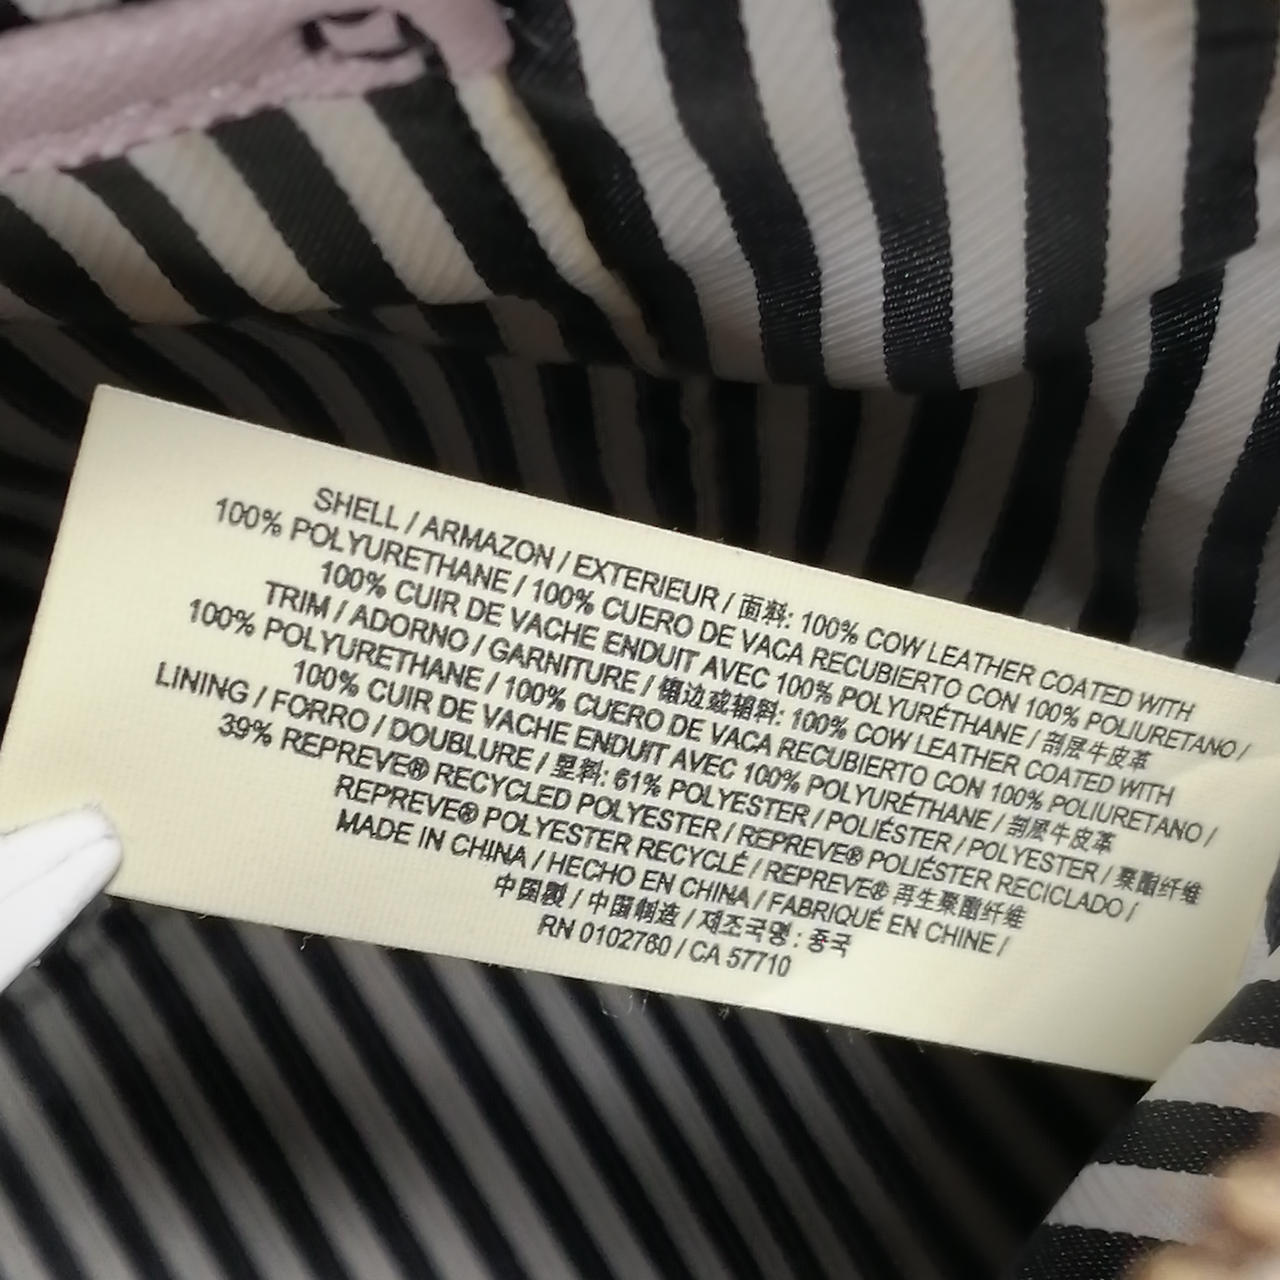 SHELL / ARMAZON / EXTERIEUR / 面料: 100% COW LEATHER COATED WITH
100% POLYURETHANE / 100% CUERO DE VACA RECUBIERTO CON 100% POLIURETANO /
100% CUIR DE VACHE ENDUIT AVEC 100% POLYURÉTHANE / 剖层牛皮革
TRIM / ADORNO / GARNITURE / 镶边或辅料: 100% COW LEATHER COATED WITH
100% POLYURETHANE / 100% CUERO DE VACA RECUBIERTO CON 100% POLIURETANO /
100% CUIR DE VACHE ENDUIT AVEC 100% POLYURÉTHANE / 剖层牛皮革
LINING / FORRO / DOUBLURE / 里料: 61% POLYESTER / POLIÉSTER / POLYESTER / 聚酯纤维
39% REPREVE® RECYCLED POLYESTER / REPREVE® POLIÉSTER RECICLADO /
REPREVE® POLYESTER RECYCLÉ / REPREVE® 再生聚酯纤维
MADE IN CHINA / HECHO EN CHINA / FABRIQUÉ EN CHINE /
中国製 / 中国制造 / 제조국명 : 중국
RN 0102760 / CA 57710